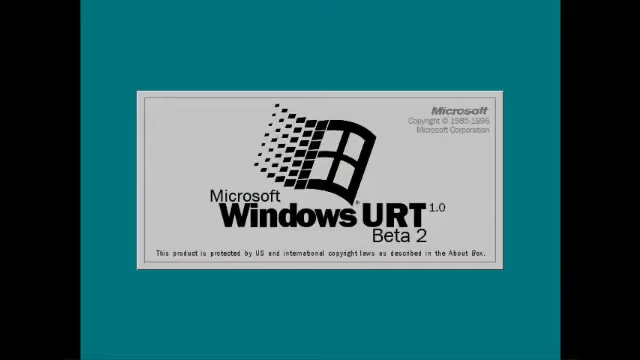 Microsoft
Copyright © 1985-1996
Microsoft Corporation
Microsoft
Windows® URT 1.0
Beta 2
This product is protected by US and international copyright laws as described in the About Box.